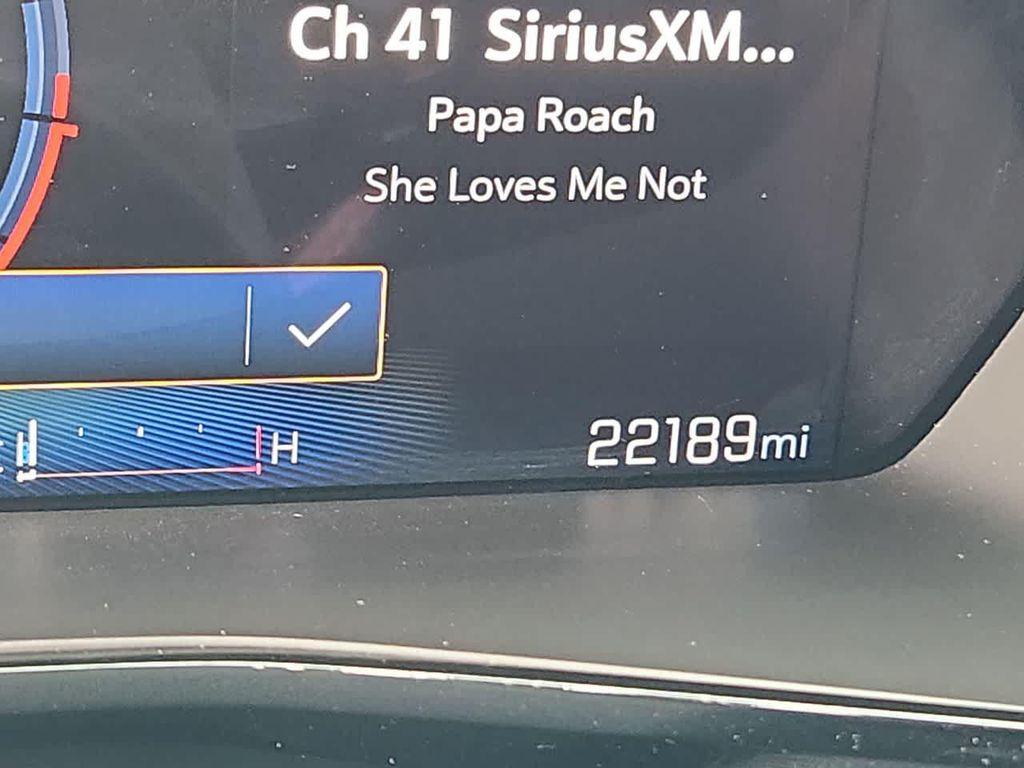 Ch 41 SiriusXM...
Papa Roach
She Loves Me Not
H
22189mi